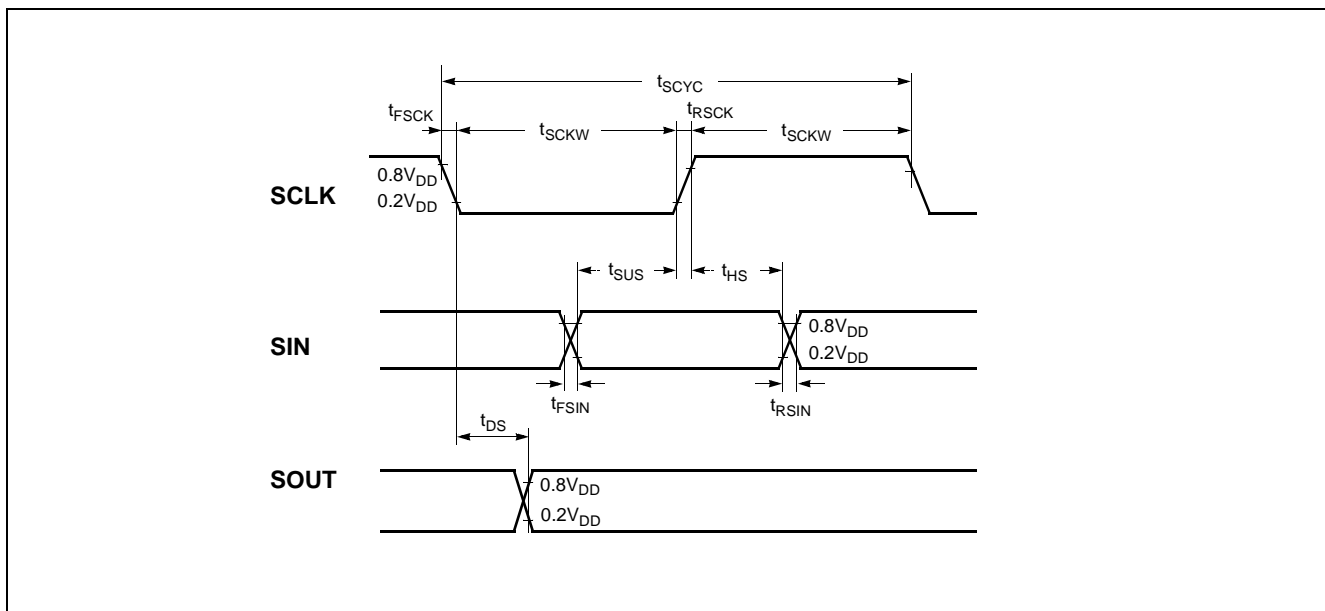 tSCYC
tFSCK
tRSCK
tSCKW
tSCKW
0.8VDD
SCLK
0.2VDD
tSUS
tHS
0.8VDD
SIN
0.2VDD
tFSIN
tRSIN
tDS
SOUT
0.8VDD
0.2VDD